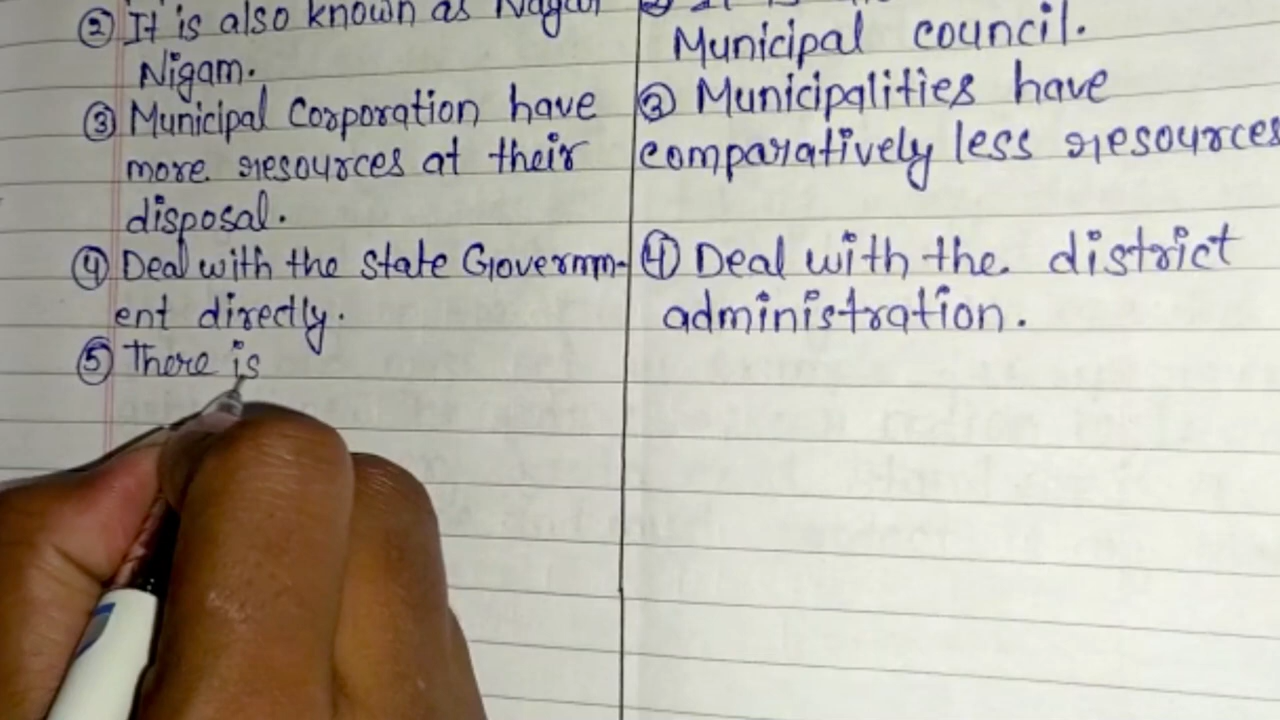 ② It is also known as Nagar
Nigam.
③ Municipal Corporation have
more resources at their
disposal.
④ Deal with the state Governm-
ent directly.
⑤ There is
Municipal council.
③ Municipalities have
comparatively less resources
④ Deal with the district
administration.